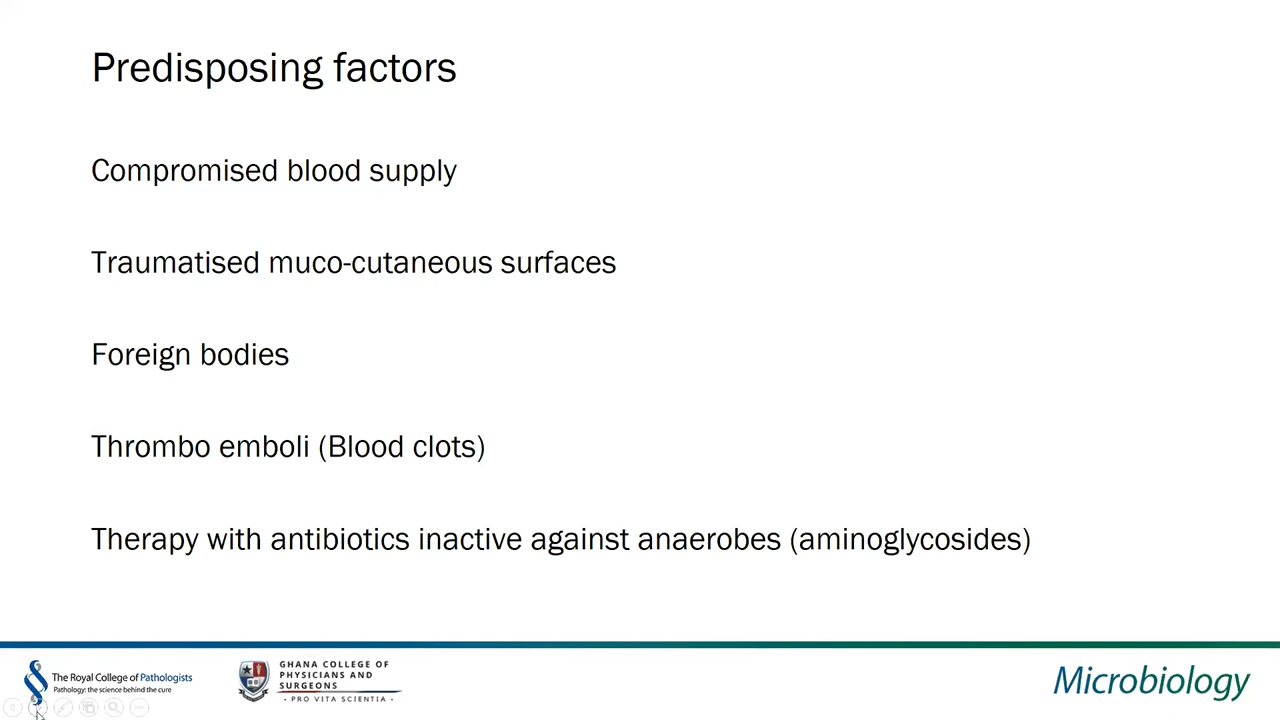 Predisposing factors
Compromised blood supply
Traumatised muco-cutaneous surfaces
Foreign bodies
Thrombo emboli (Blood clots)
Therapy with antibiotics inactive against anaerobes (aminoglycosides)
The Royal College of Pathologists
Pathology: the science behind the cure
GHANA COLLEGE OF
PHYSICIANS AND
SURGEONS
· PRO VITA SCIENTIA ·
Microbiology